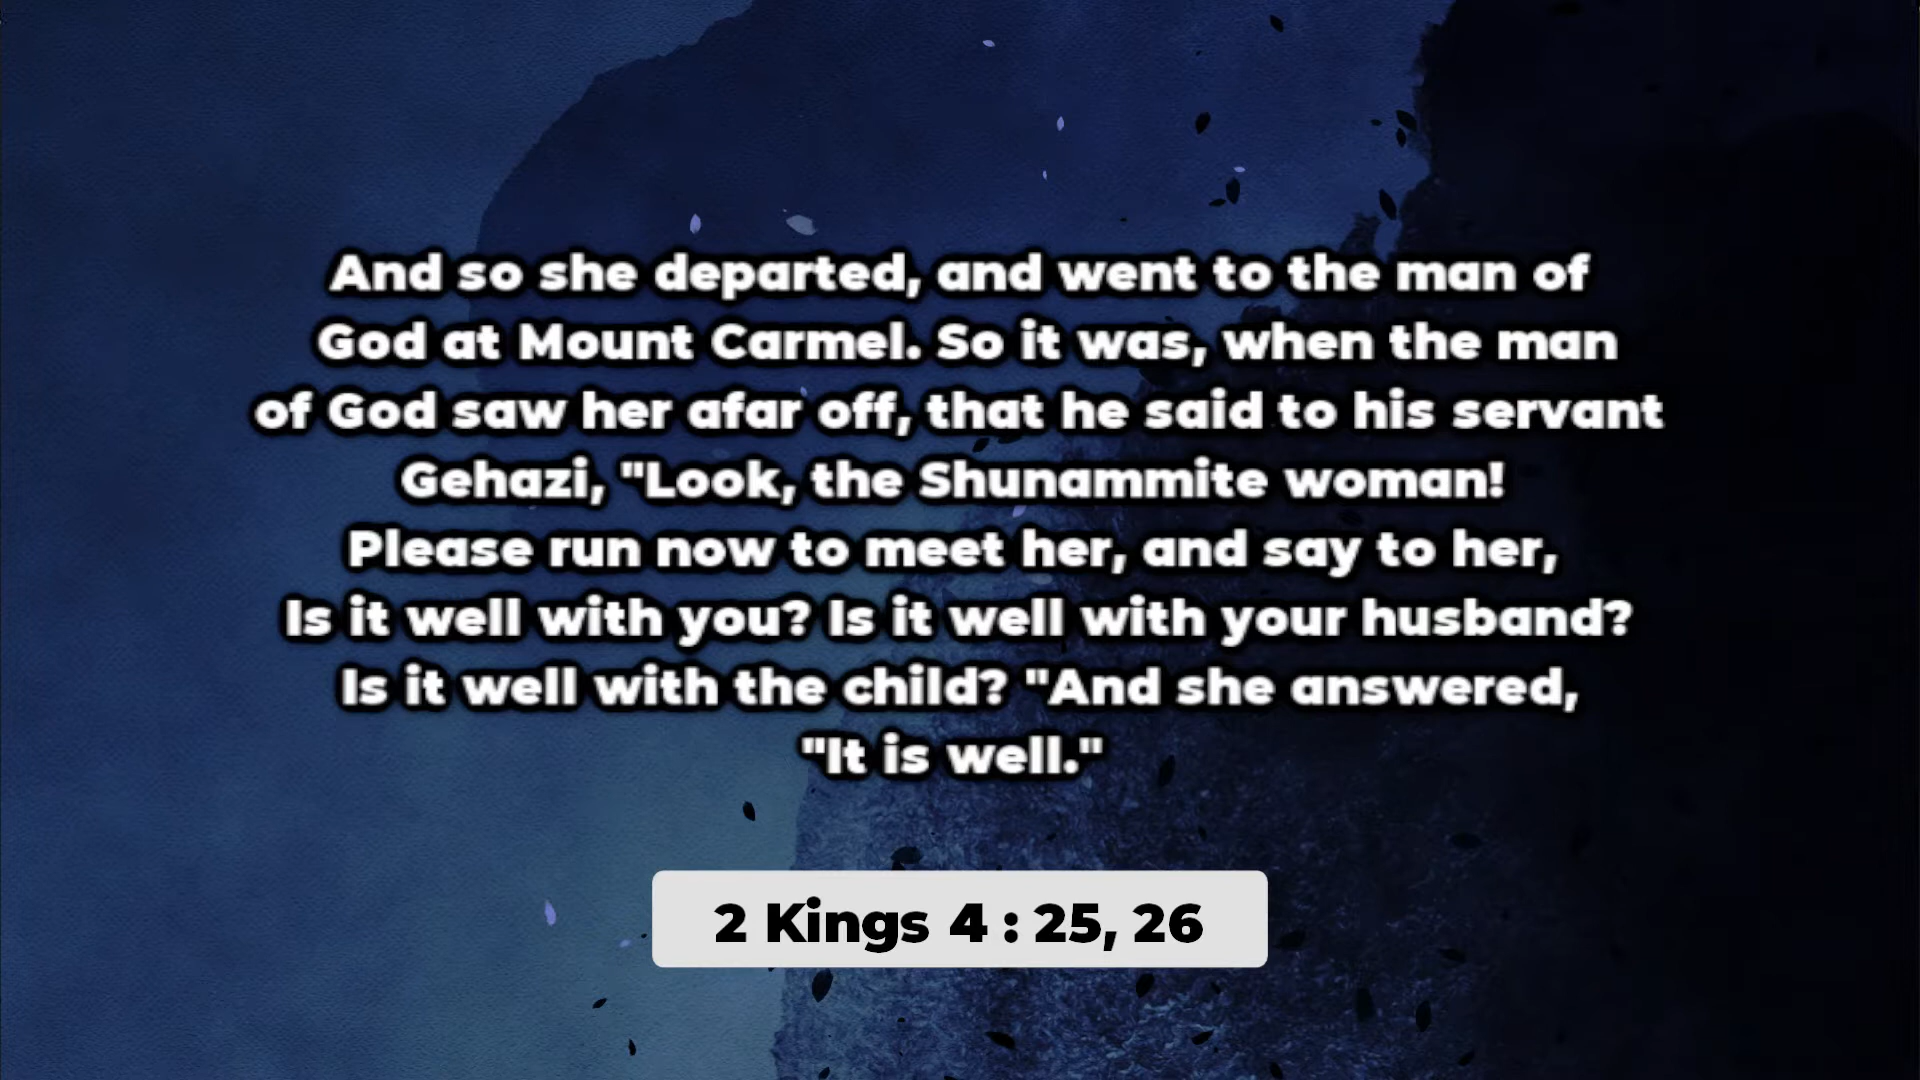 And so she departed, and went to the man of
God at Mount Carmel. So it was, when the man
of God saw her afar off, that he said to his servant
Gehazi, "Look, the Shunammite woman!
Please run now to meet her, and say to her,
Is it well with you? Is it well with your husband?
Is it well with the child? "And she answered,
"It is well."
2 Kings 4 : 25, 26